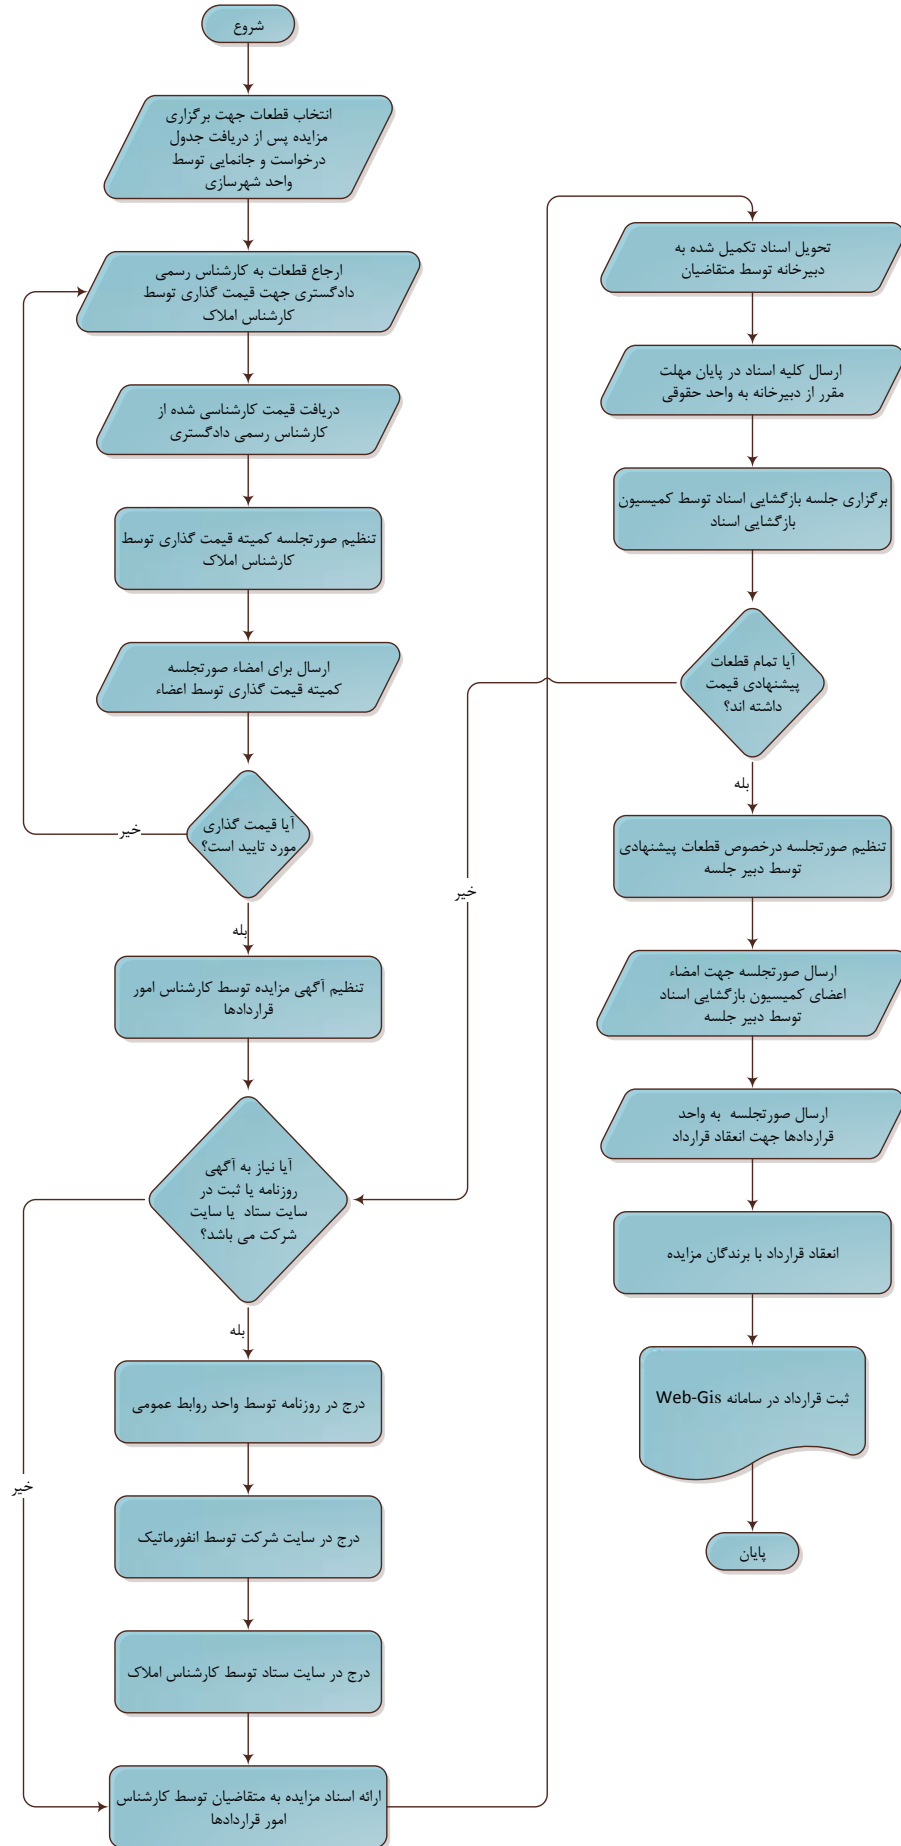 شروع
انتخاب قطعات جهت برگزاری
مزایده پس از دریافت جدول
درخواست و جانمایی توسط
واحد شهرسازی
ارجاع قطعات به کارشناس رسمی
دادگستری جهت قیمت گذاری توسط
کارشناس املاک
دریافت قیمت کارشناسی شده از
کارشناس رسمی دادگستری
تنظیم صورتجلسه کمیته قیمت گذاری توسط
کارشناس املاک
ارسال برای امضاء صورتجلسه
کمیته قیمت گذاری توسط اعضاء
آیا قیمت گذاری
مورد تایید است؟
خیر
بله
تنظیم آگهی مزایده توسط کارشناس امور
قراردادها
آیا نیاز به آگهی
روزنامه یا ثبت در
سایت ستاد یا سایت
شرکت می باشد؟
خیر
بله
درج در روزنامه توسط واحد روابط عمومی
درج در سایت شرکت توسط انفورماتیک
درج در سایت ستاد توسط کارشناس املاک
ارائه اسناد مزایده به متقاضیان توسط کارشناس
امور قراردادها
تحویل اسناد تکمیل شده به
دبیرخانه توسط متقاضیان
ارسال کلیه اسناد در پایان مهلت
مقرر از دبیرخانه به واحد حقوقی
برگزاری جلسه بازگشایی اسناد توسط کمیسیون
بازگشایی اسناد
آیا تمام قطعات
پیشنهادی قیمت
داشته اند؟
خیر
بله
تنظیم صورتجلسه درخصوص قطعات پیشنهادی
توسط دبیر جلسه
ارسال صورتجلسه جهت امضاء
اعضای کمیسیون بازگشایی اسناد
توسط دبیر جلسه
ارسال صورتجلسه به واحد
قراردادها جهت انعقاد قرارداد
انعقاد قرارداد با برندگان مزایده
ثبت قرارداد در سامانه Web-Gis
پایان